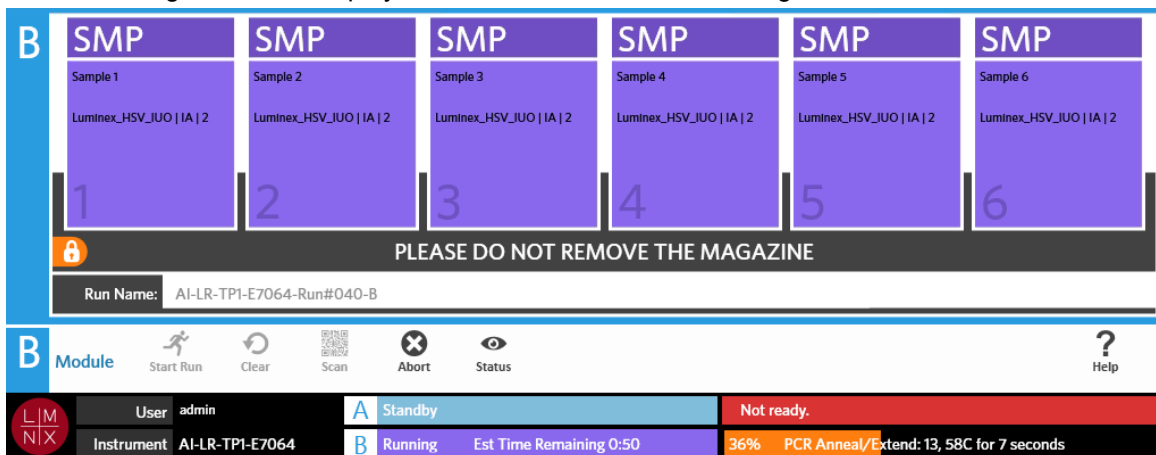 B
SMP SMP SMP SMP SMP SMP
Sample 1 Sample 2 Sample 3 Sample 4 Sample 5 Sample 6
Luminex_HSV_IUO | IA | 2 Luminex_HSV_IUO | IA | 2 Luminex_HSV_IUO | IA | 2 Luminex_HSV_IUO | IA | 2 Luminex_HSV_IUO | IA | 2 Luminex_HSV_IUO | IA | 2
1 2 3 4 5 6
PLEASE DO NOT REMOVE THE MAGAZINE
Run Name: AI-LR-TP1-E7064-Run#040-B
B Module Start Run Clear Scan Abort Status ? Help
LM NIX User admin A Standby Not ready.
Instrument AI-LR-TP1-E7064 B Running Est Time Remaining 0:50 36% PCR Anneal/Extend: 13, 58C for 7 seconds